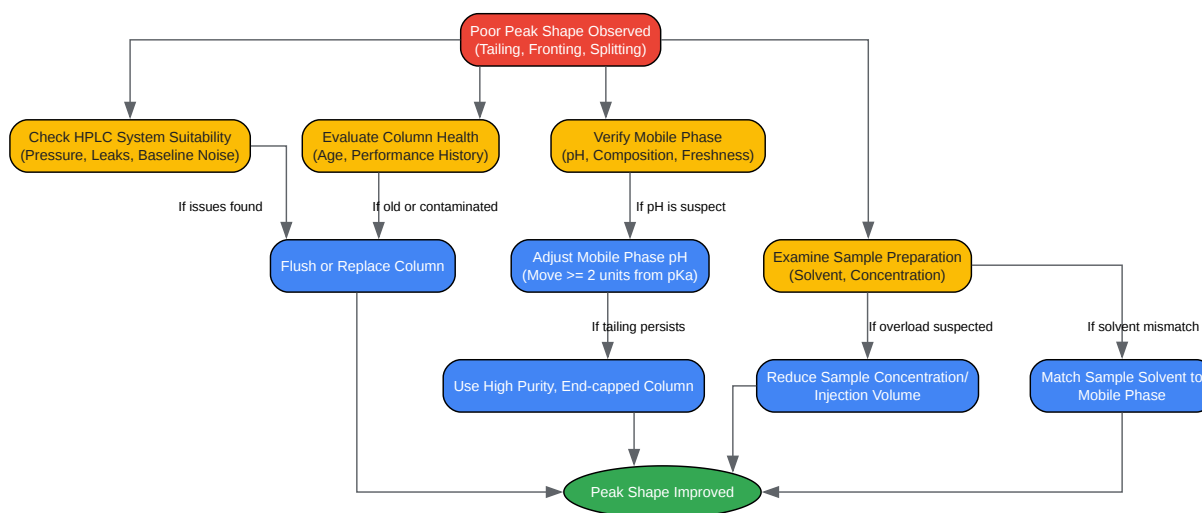 Poor Peak Shape Observed
(Tailing, Fronting, Splitting)
Check HPLC System Suitability
(Pressure, Leaks, Baseline Noise)
Evaluate Column Health
(Age, Performance History)
Verify Mobile Phase
(pH, Composition, Freshness)
If issues found
If old or contaminated
If pH is suspect
Flush or Replace Column
Adjust Mobile Phase pH
(Move >= 2 units from pKa)
Examine Sample Preparation
(Solvent, Concentration)
If tailing persists
If overload suspected
If solvent mismatch
Use High Purity, End-capped Column
Reduce Sample Concentration/
Injection Volume
Match Sample Solvent to
Mobile Phase
Peak Shape Improved